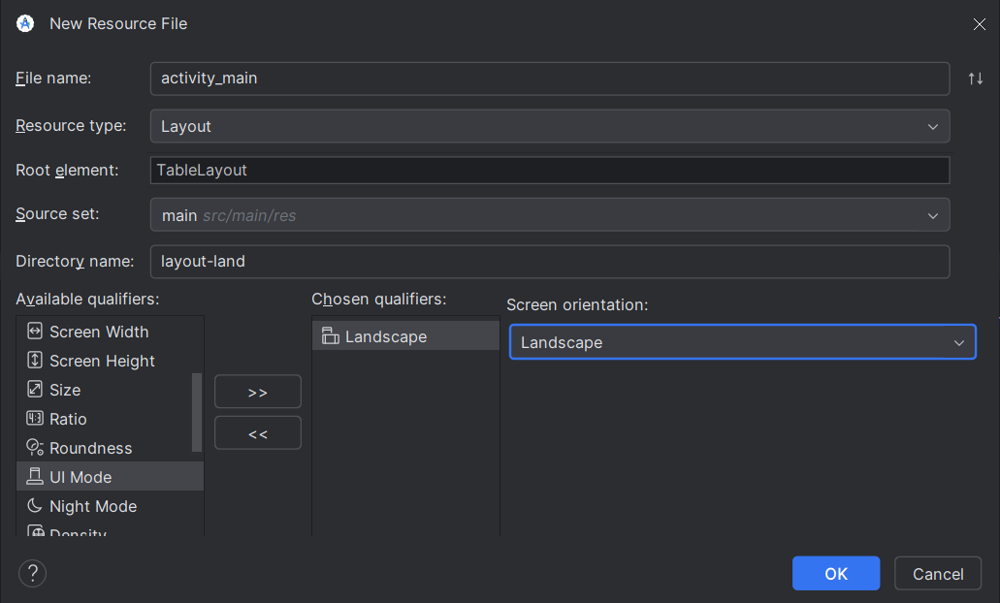 New Resource File
File name: activity_main
Resource type: Layout
Root element: TableLayout
Source set: main src/main/res
Directory name: layout-land
Available qualifiers:
Screen Width
Screen Height
Size
Ratio
Roundness
UI Mode
Night Mode
Density
>>
<<
Chosen qualifiers:
Landscape
Screen orientation:
Landscape
?
OK
Cancel